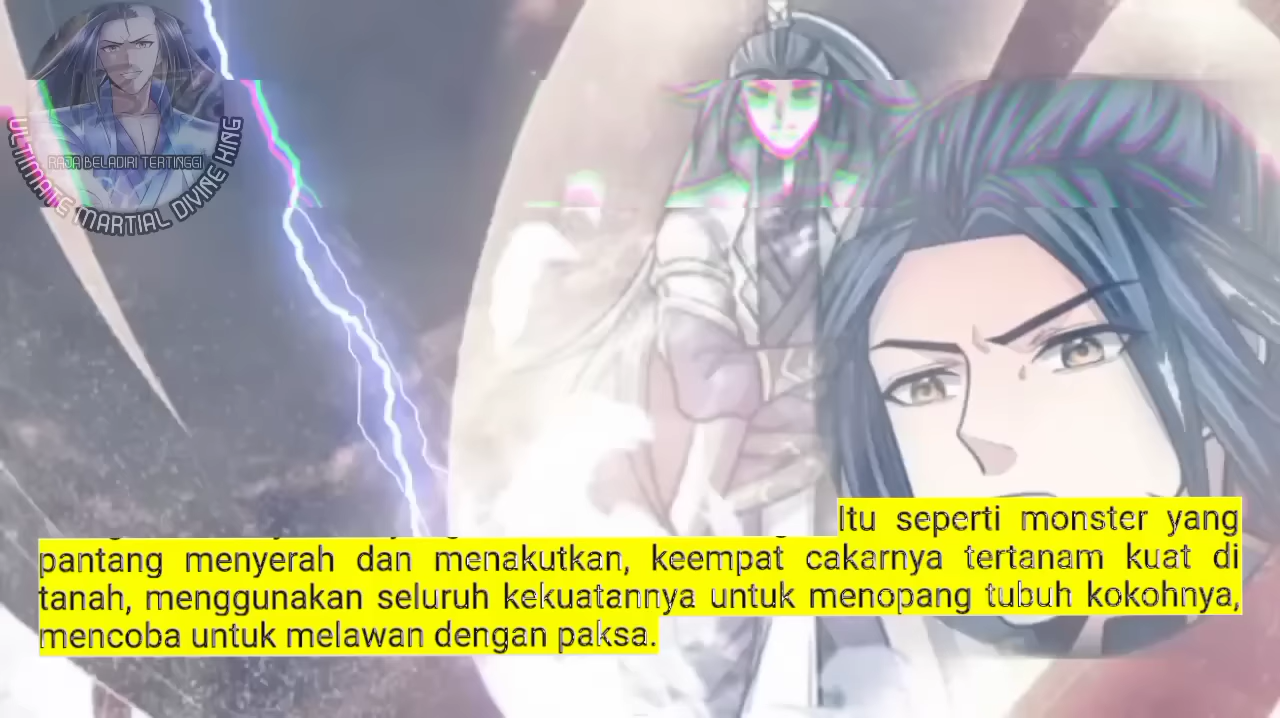 RAJA BELADIRI TERTINGGI
ULTIMATE MARTIAL DIVINE KING
Itu seperti monster yang
pantang menyerah dan menakutkan, keempat cakarnya tertanam kuat di
tanah, menggunakan seluruh kekuatannya untuk menopang tubuh kokohnya,
mencoba untuk melawan dengan paksa.